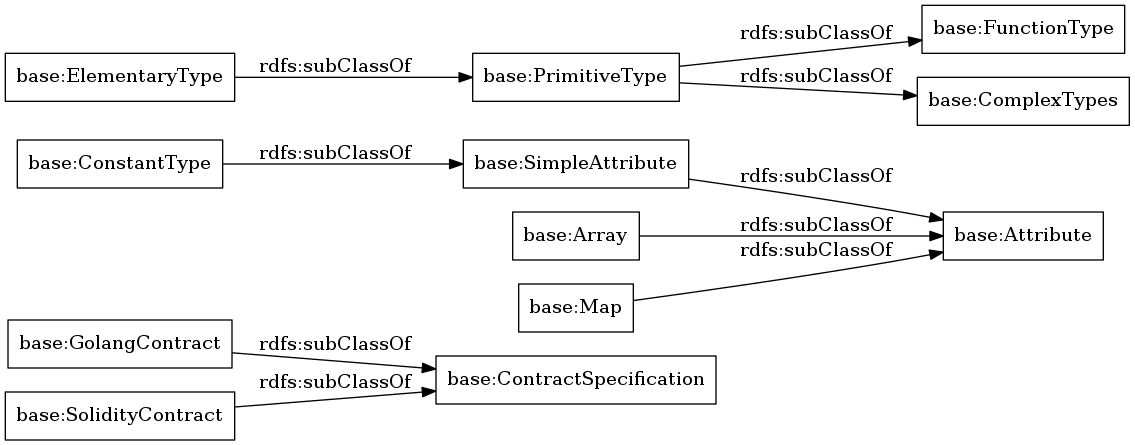 base:FunctionType
rdfs:subClassOf
base:ElementaryType
rdfs:subClassOf
base:PrimitiveType
rdfs:subClassOf
base:ComplexTypes
base:ConstantType
rdfs:subClassOf
base:SimpleAttribute
rdfs:subClassOf
base:Array
rdfs:subClassOf
base:Attribute
rdfs:subClassOf
base:Map
base:GolangContract
rdfs:subClassOf
base:ContractSpecification
rdfs:subClassOf
base:SolidityContract